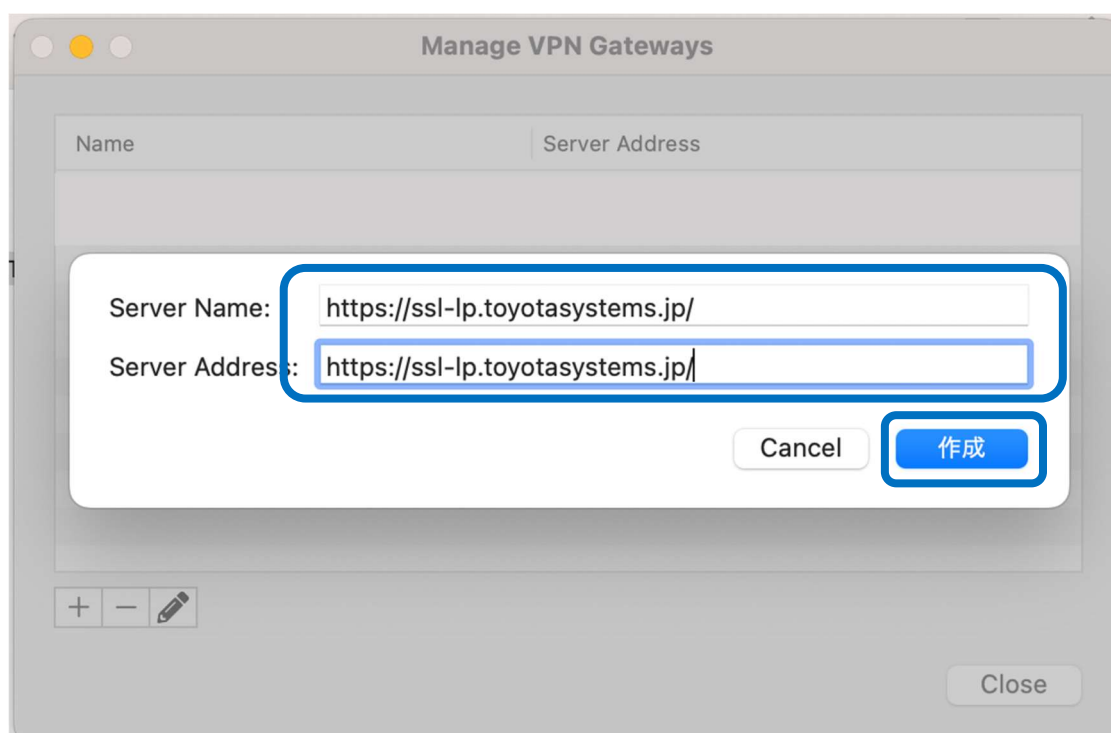 Manage VPN Gateways
Name Server Address
Server Name: https://ssl-lp.toyotasystems.jp/
Server Address: https://ssl-lp.toyotasystems.jp/
Cancel 作成
Close